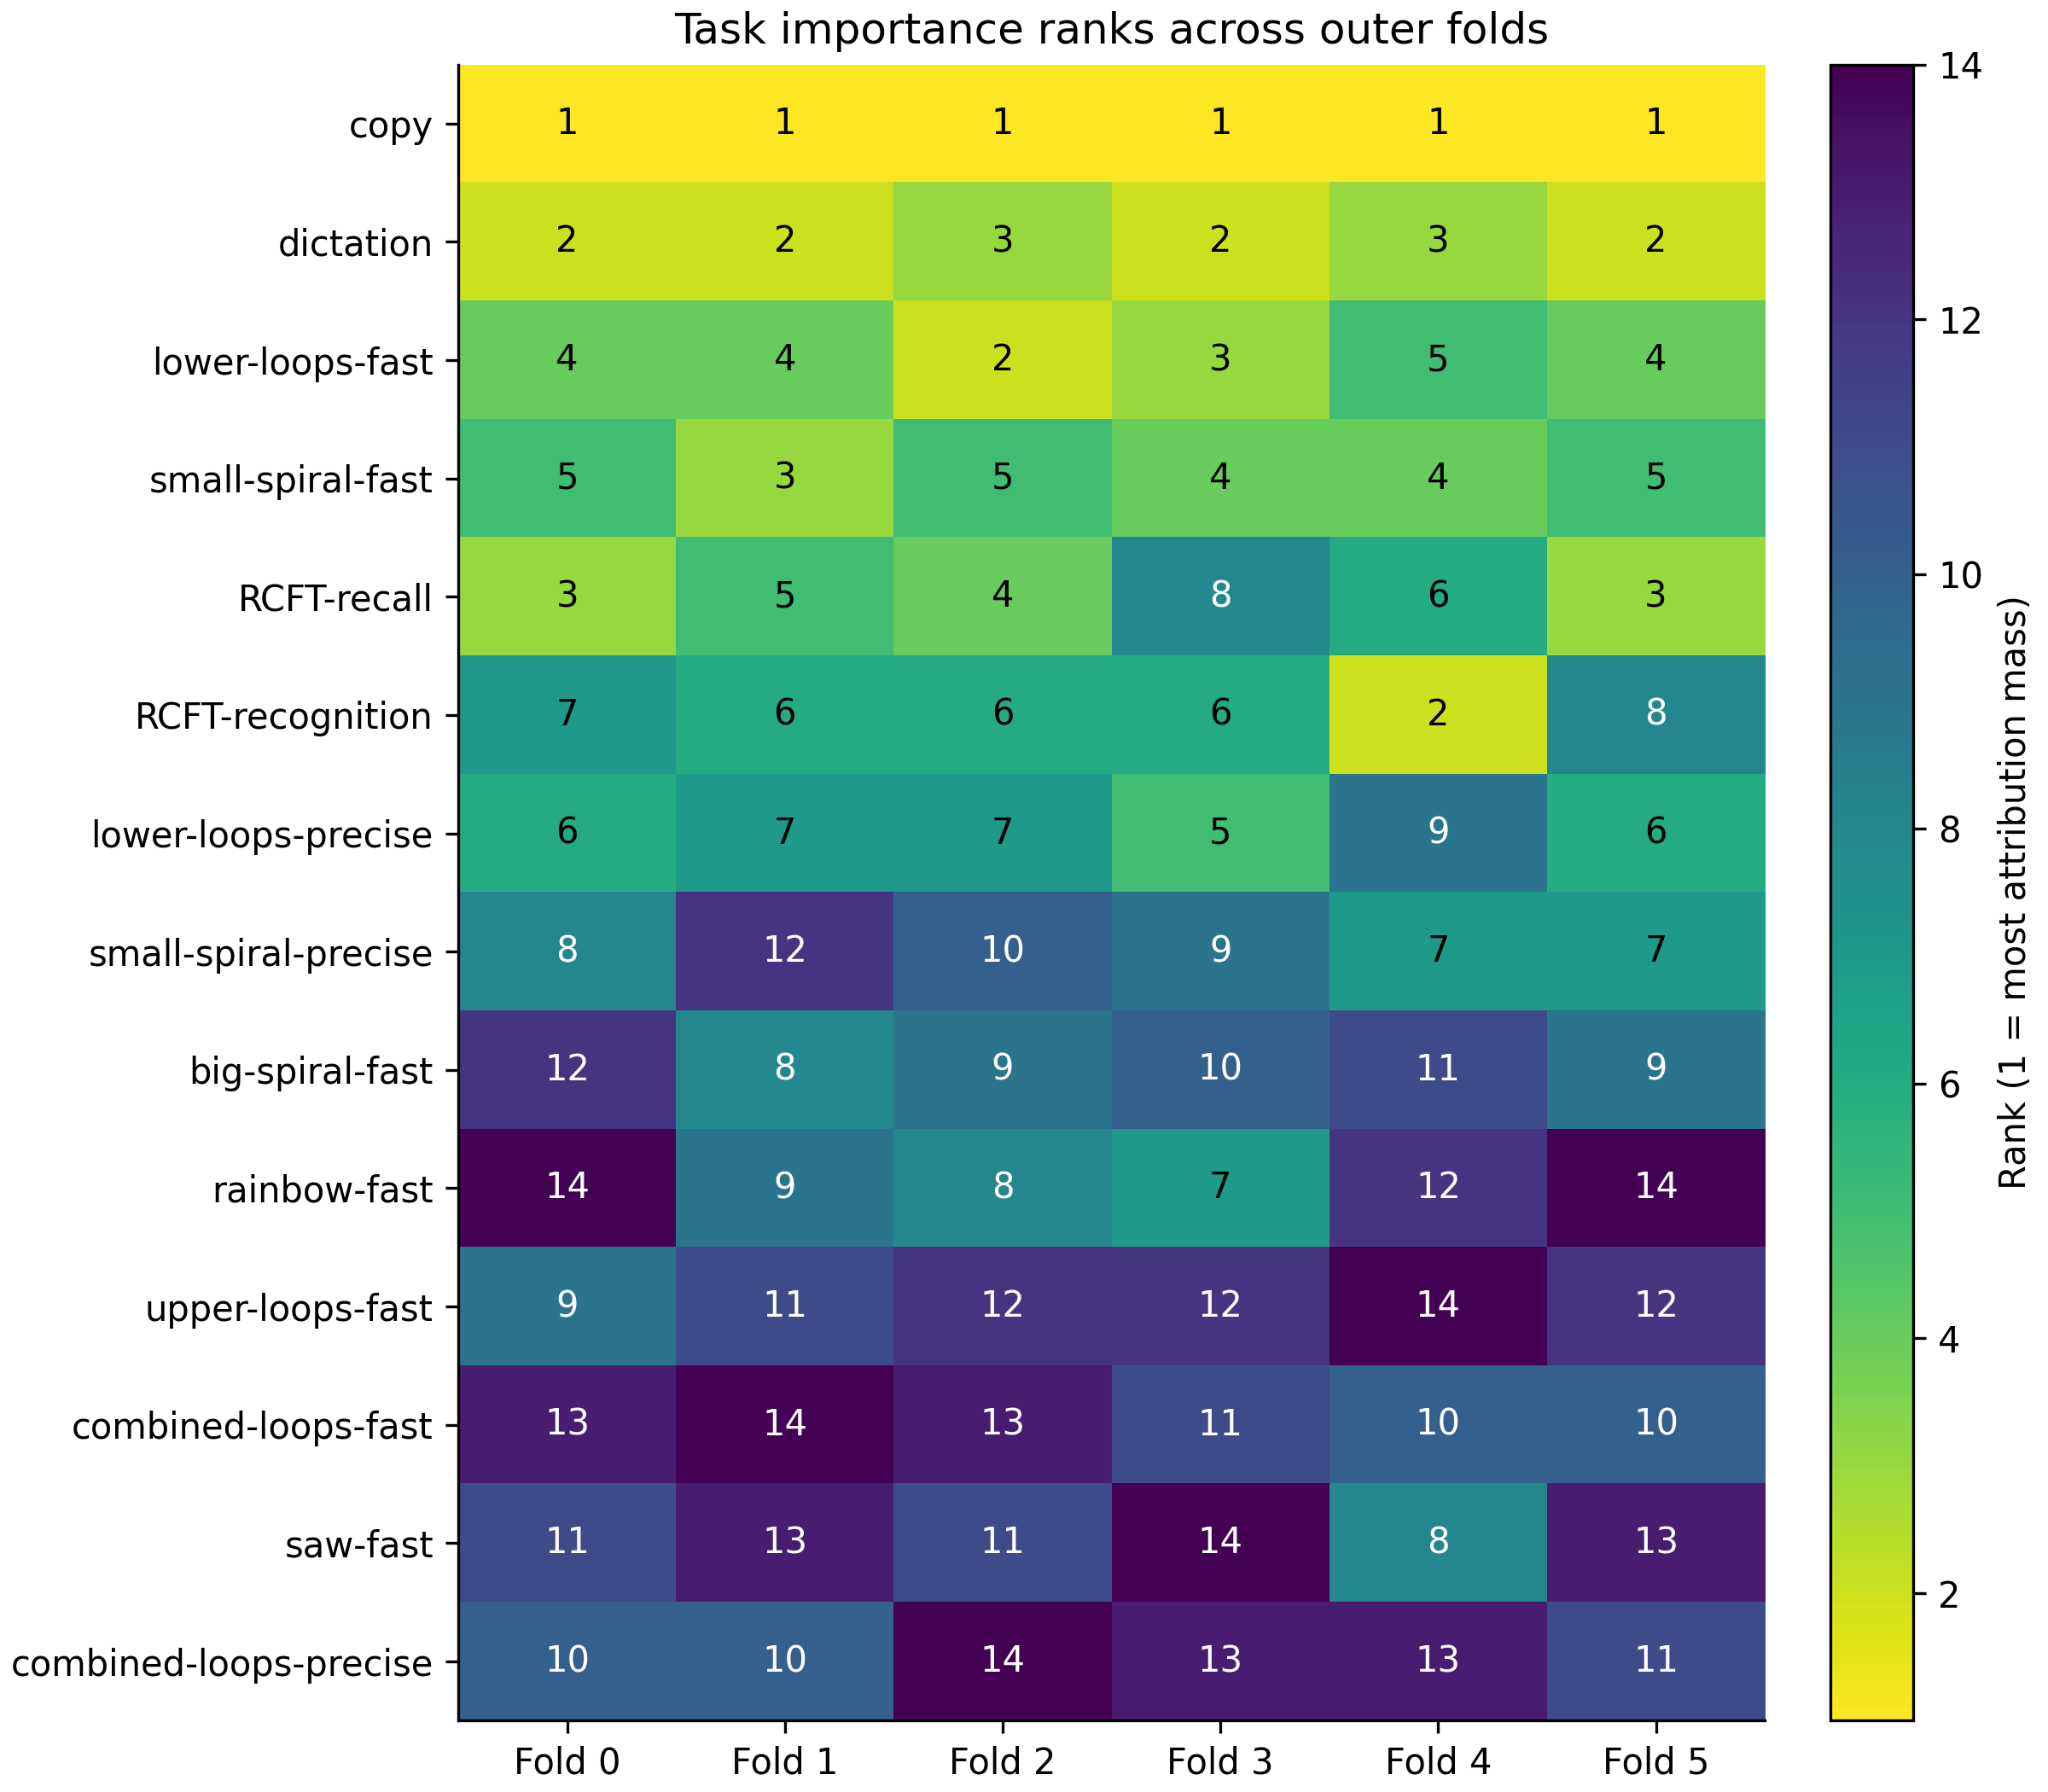 Task importance ranks across outer folds
copy 1 1 1 1 1 1
dictation 2 2 3 2 3 2
lower-loops-fast 4 4 2 3 5 4
small-spiral-fast 5 3 5 4 4 5
RCFT-recall 3 5 4 8 6 3
RCFT-recognition 7 6 6 6 2 8
lower-loops-precise 6 7 7 5 9 6
small-spiral-precise 8 12 10 9 7 7
big-spiral-fast 12 8 9 10 11 9
rainbow-fast 14 9 8 7 12 14
upper-loops-fast 9 11 12 12 14 12
combined-loops-fast 13 14 13 11 10 10
saw-fast 11 13 11 14 8 13
combined-loops-precise 10 10 14 13 13 11
Fold 0 Fold 1 Fold 2 Fold 3 Fold 4 Fold 5
14
12
10
8
6
4
2
Rank (1 = most attribution mass)